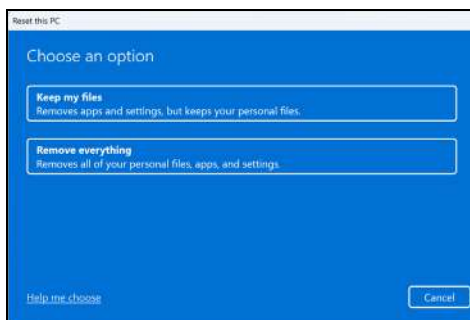 Reset this PC
Choose an option
Keep my files
Removes apps and settings, but keeps your personal files.
Remove everything
Removes all of your personal files, apps, and settings.
Help me choose
Cancel